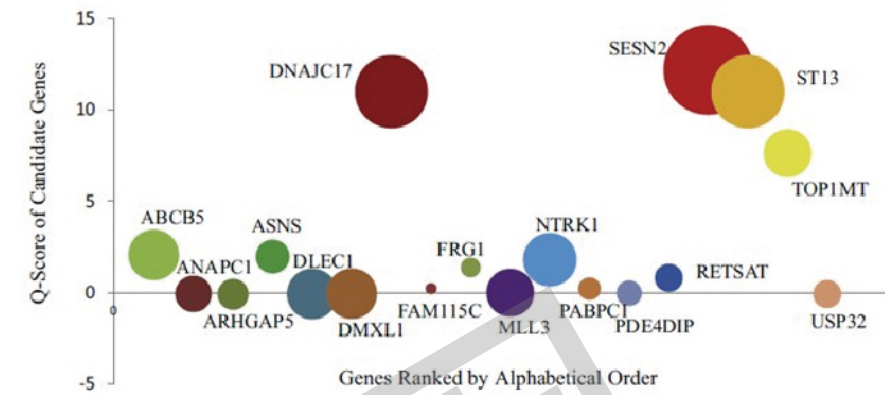 15
SESN2
DNAJC17
ST13
10
TOP1MT
5
ABCB5
ASNS
NTRK1
FRG1
ANAPC1
DLEC1
RETSAT
0
0
ARHGAP5
DMXL1
FAM115C
MLL3
PABPC1
PDE4DIP
USP32
-5
Genes Ranked by Alphabetical Order
Q-Score of Candidate Genes